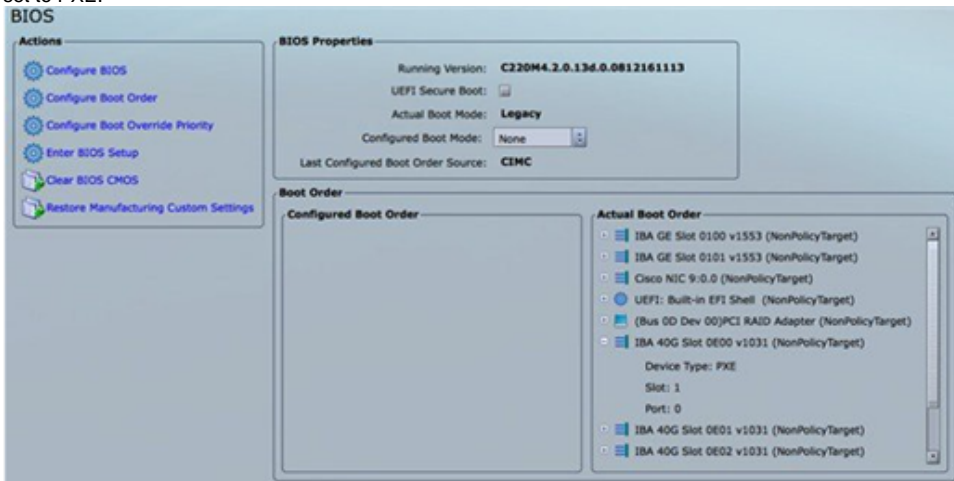 set to PXE.
BIOS
Actions
Configure BIOS
Configure Boot Order
Configure Boot Override Priority
Enter BIOS Setup
Clear BIOS CMOS
Restore Manufacturing Custom Settings
BIOS Properties
Running Version: C220M4.2.0.13d.0.0812161113
UEFI Secure Boot:
Actual Boot Mode: Legacy
Configured Boot Mode: None
Last Configured Boot Order Source: CIMC
Boot Order
Configured Boot Order
Actual Boot Order
IBA GE Slot 0100 v1553 (NonPolicyTarget)
IBA GE Slot 0101 v1553 (NonPolicyTarget)
Cisco NIC 9:0.0 (NonPolicyTarget)
UEFI: Built-in EFI Shell (NonPolicyTarget)
(Bus 0D Dev 00)PCI RAID Adapter (NonPolicyTarget)
IBA 40G Slot 0E00 v1031 (NonPolicyTarget)
Device Type: PXE
Slot: 1
Port: 0
IBA 40G Slot 0E01 v1031 (NonPolicyTarget)
IBA 40G Slot 0E02 v1031 (NonPolicyTarget)